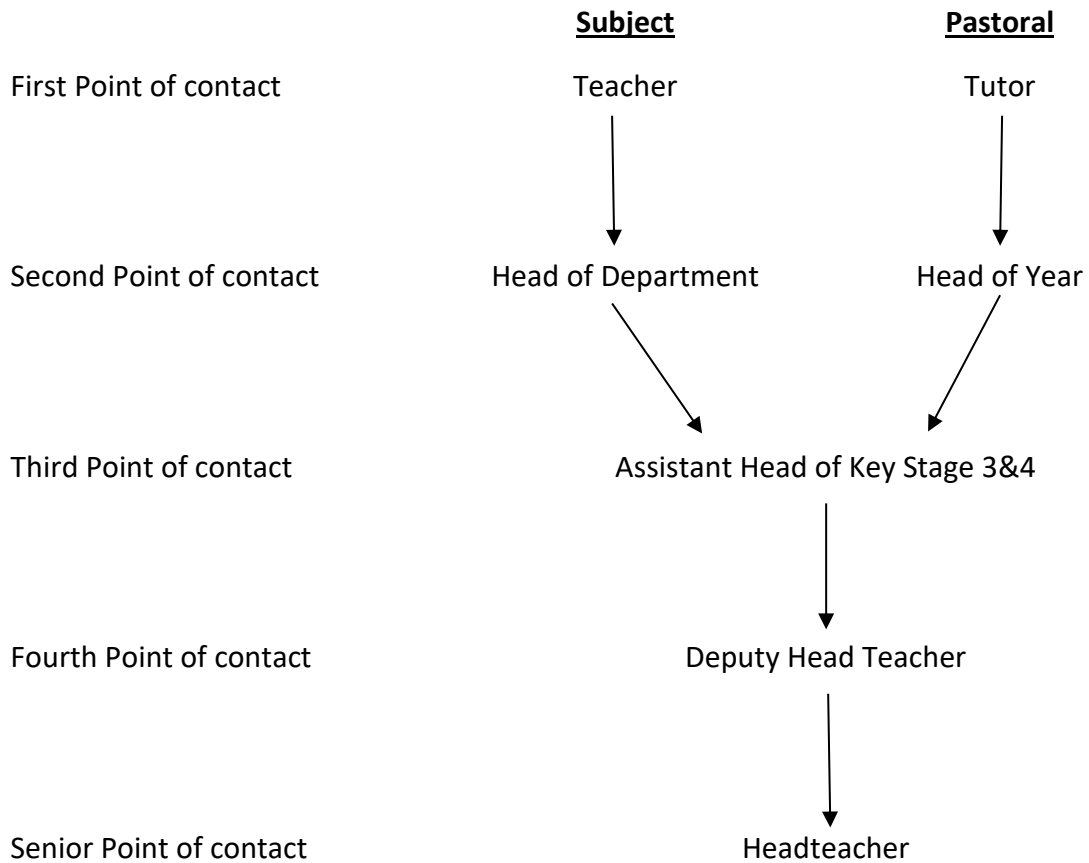 Subject Pastoral
First Point of contact Teacher Tutor
Second Point of contact Head of Department Head of Year
Third Point of contact Assistant Head of Key Stage 3&4
Fourth Point of contact Deputy Head Teacher
Senior Point of contact Headteacher